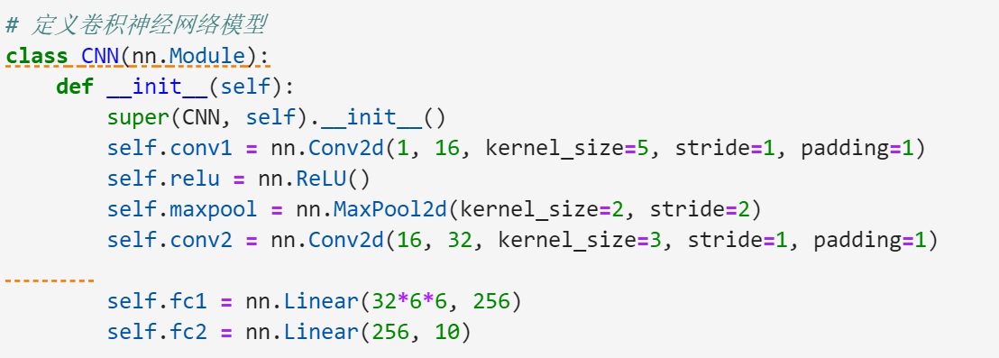 # 定义卷积神经网络模型
class CNN(nn.Module):
    def __init__(self):
        super(CNN, self).__init__()
        self.conv1 = nn.Conv2d(1, 16, kernel_size=5, stride=1, padding=1)
        self.relu = nn.ReLU()
        self.maxpool = nn.MaxPool2d(kernel_size=2, stride=2)
        self.conv2 = nn.Conv2d(16, 32, kernel_size=3, stride=1, padding=1)
        self.fc1 = nn.Linear(32*6*6, 256)
        self.fc2 = nn.Linear(256, 10)